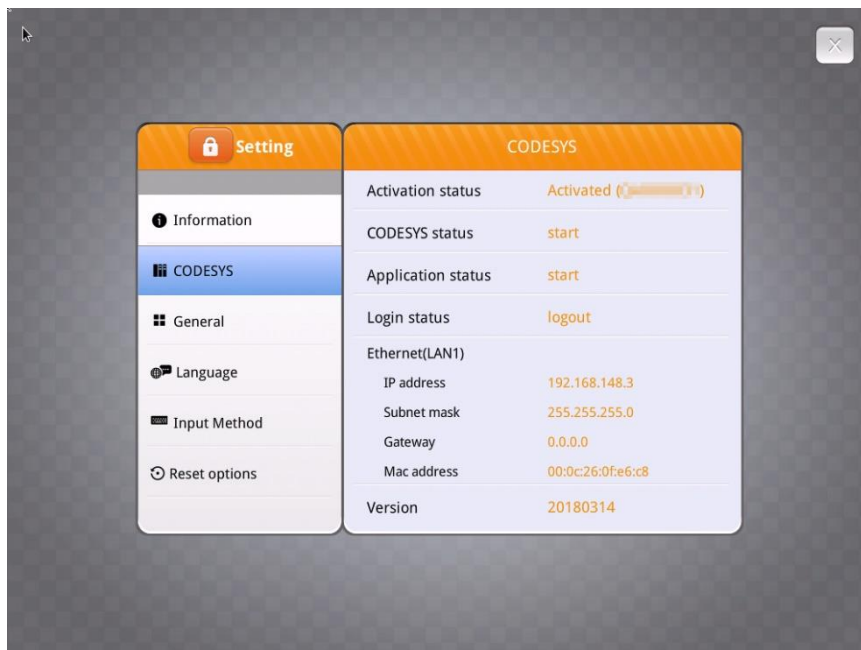 Setting
Information
CODESYS
General
Language
Input Method
Reset options
CODESYS
Activation status Activated ( )
CODESYS status start
Application status start
Login status logout
Ethernet(LAN1)
IP address 192.168.148.3
Subnet mask 255.255.255.0
Gateway 0.0.0.0
Mac address 00:0c:26:0f:e6:c8
Version 20180314